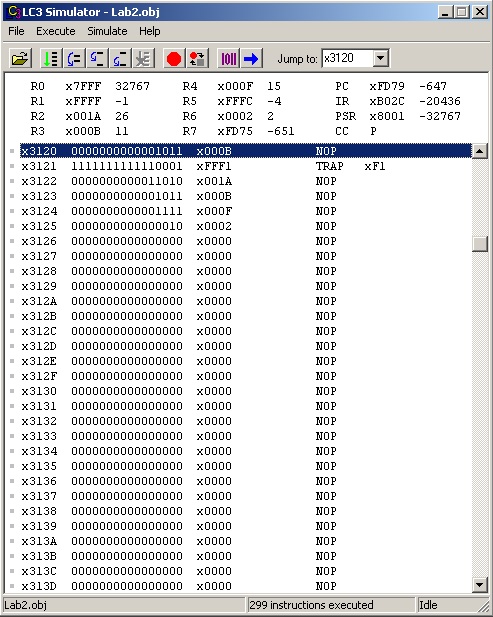 LC3 Simulator - Lab2.obj
File Execute Simulate Help
Jump to: x3120
R0 x7FFF 32767 R4 x000F 15 PC xFD79 -647
R1 xFFFF -1 R5 xFFFC -4 IR xB02C -20436
R2 x001A 26 R6 x0002 2 PSR x8001 -32767
R3 x000B 11 R7 xFD75 -651 CC P
x3120 0000000000001011 x000B NOP
x3121 1111111111110001 xFFF1 TRAP xF1
x3122 0000000000011010 x001A NOP
x3123 0000000000001011 x000B NOP
x3124 0000000000001111 x000F NOP
x3125 0000000000000010 x0002 NOP
x3126 0000000000000000 x0000 NOP
x3127 0000000000000000 x0000 NOP
x3128 0000000000000000 x0000 NOP
x3129 0000000000000000 x0000 NOP
x312A 0000000000000000 x0000 NOP
x312B 0000000000000000 x0000 NOP
x312C 0000000000000000 x0000 NOP
x312D 0000000000000000 x0000 NOP
x312E 0000000000000000 x0000 NOP
x312F 0000000000000000 x0000 NOP
x3130 0000000000000000 x0000 NOP
x3131 0000000000000000 x0000 NOP
x3132 0000000000000000 x0000 NOP
x3133 0000000000000000 x0000 NOP
x3134 0000000000000000 x0000 NOP
x3135 0000000000000000 x0000 NOP
x3136 0000000000000000 x0000 NOP
x3137 0000000000000000 x0000 NOP
x3138 0000000000000000 x0000 NOP
x3139 0000000000000000 x0000 NOP
x313A 0000000000000000 x0000 NOP
x313B 0000000000000000 x0000 NOP
x313C 0000000000000000 x0000 NOP
x313D 0000000000000000 x0000 NOP
Lab2.obj 299 instructions executed Idle